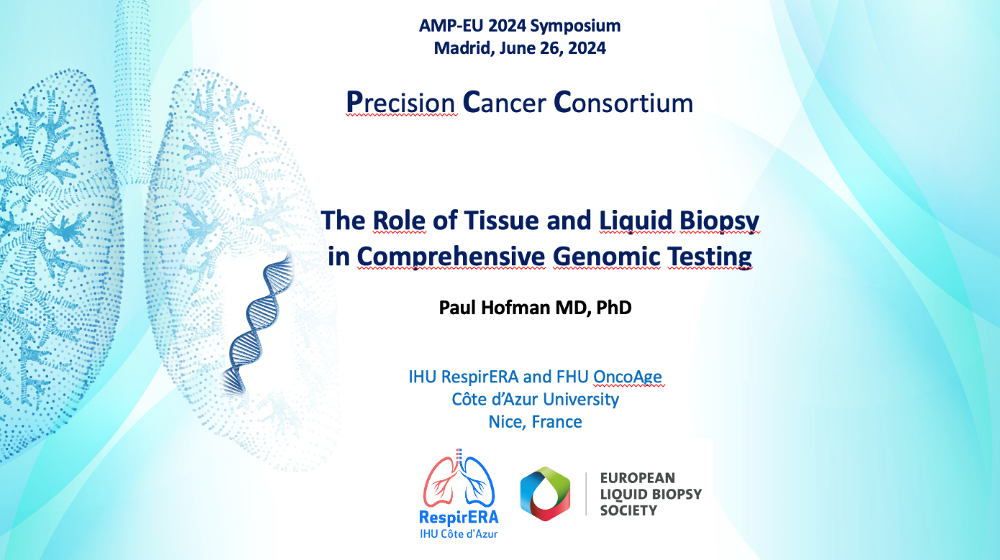 AMP-EU 2024 Symposium
Madrid, June 26, 2024
Precision Cancer Consortium
The Role of Tissue and Liquid Biopsy
in Comprehensive Genomic Testing
Paul Hofman MD, PhD
IHU RespirERA and FHU OncoAge
Côte d’Azur University
Nice, France
RespirERA
IHU Côte d'Azur
EUROPEAN
LIQUID BIOPSY
SOCIETY